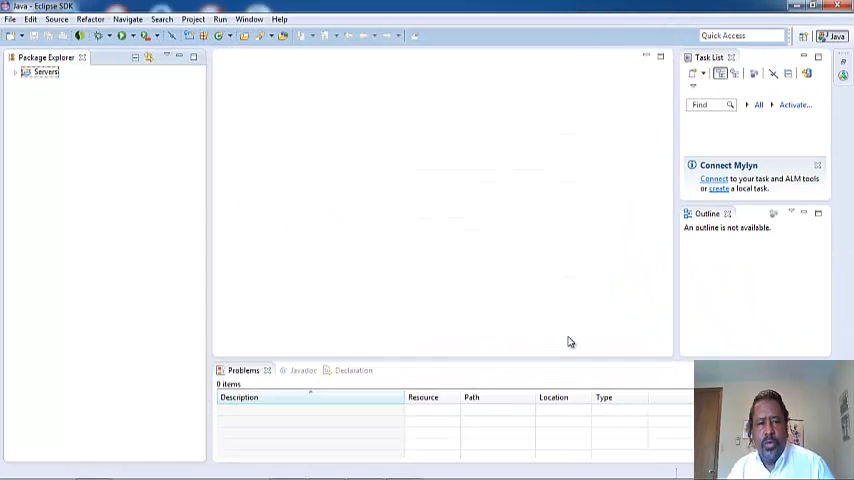 Java - Eclipse SDK
File Edit Source Refactor Navigate Search Project Run Window Help
Quick Access
Java
Package Explorer
Servers
Task List
Find
All
Activate...
Connect Mylyn
Connect to your task and ALM tools
or create a local task.
Outline
An outline is not available.
Problems @ Javadoc Declaration
0 items
Description Resource Path Location Type